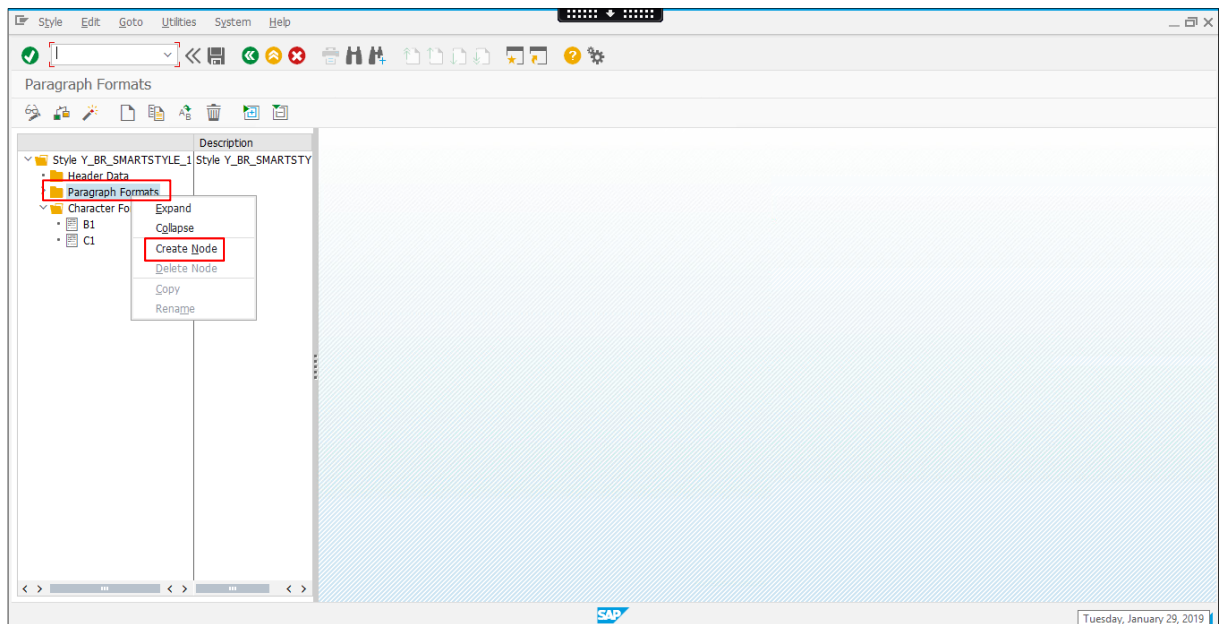 Style Edit Goto Utilities System Help
Paragraph Formats
Description
Style Y_BR_SMARTSTYLE_1 Style Y_BR_SMARTSTY
Header Data
Paragraph Formats
Character Fo
Expand
B1
Collapse
C1
Create Node
Delete Node
Copy
Rename
SAP
Tuesday, January 29, 2019